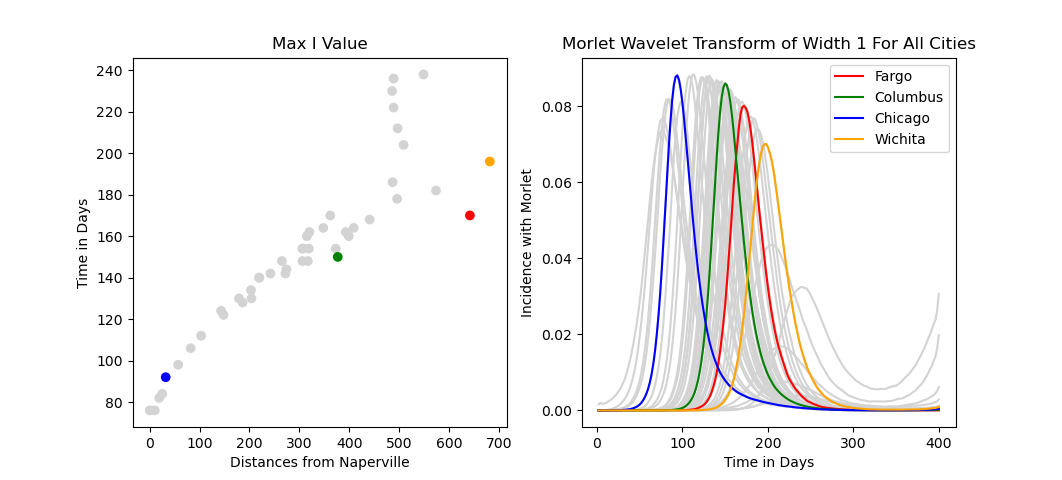 Max I Value
240
220
200
180
160
140
120
100
80
Time in Days
0 100 200 300 400 500 600 700
Distances from Naperville
Morlet Wavelet Transform of Width 1 For All Cities
Fargo
Columbus
Chicago
Wichita
0.08
0.06
0.04
0.02
0.00
Incidence with Morlet
0 100 200 300 400
Time in Days